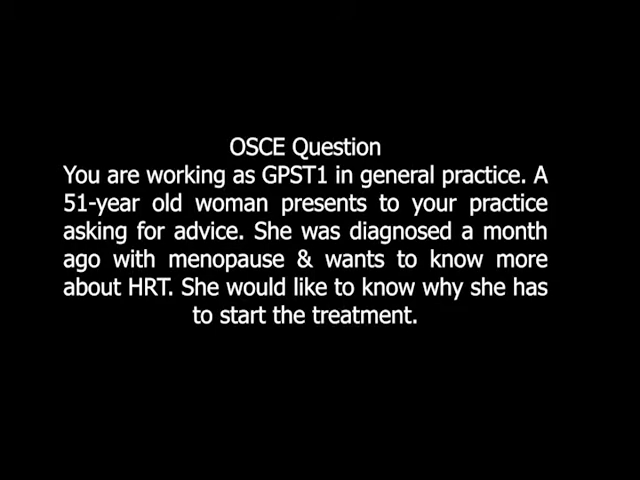 OSCE Question
You are working as GPST1 in general practice. A
51-year old woman presents to your practice
asking for advice. She was diagnosed a month
ago with menopause & wants to know more
about HRT. She would like to know why she has
to start the treatment.